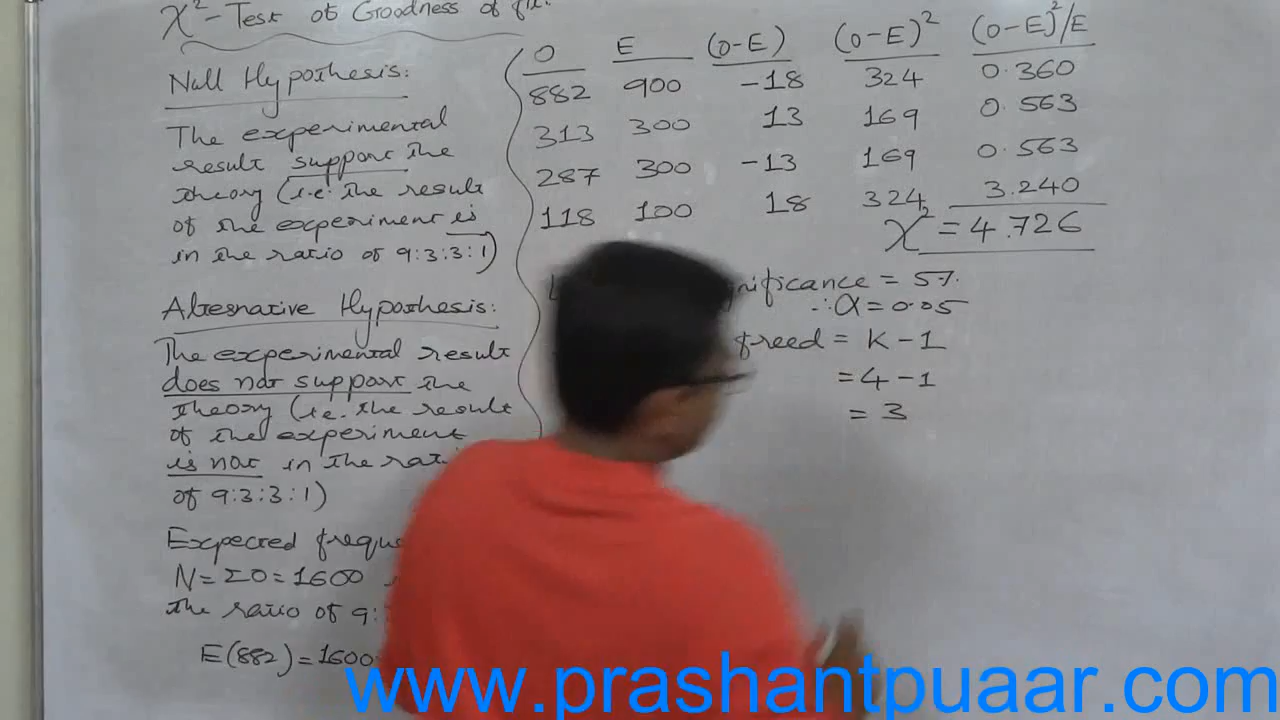 χ² - Test of Goodness of fit.
Null Hypothesis:
The experimental
result support the
theory (i.e. the result
of the experiment is
in the ratio of 9:3:3:1)
Alternative Hypothesis:
The experimental result
does not support the
theory (i.e. the result
of the experiment
is not in the
of 9:3:3:1)
Expected
N = ΣO = 1600
the ratio of 9:
E(882) = 1600
O E (O-E) (O-E)² (O-E)²/E
882 900 -18 324 0.360
313 300 13 169 0.563
287 300 -13 169 0.563
118 100 18 324 3.240
χ² = 4.726
= 5%.
∴ α = 0.05
freed = K - 1
= 4 - 1
= 3
www.prashantpuaar.com